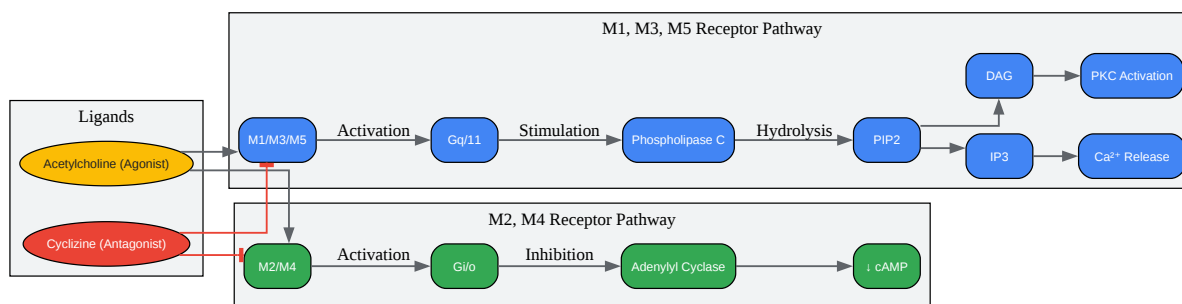 M1, M3, M5 Receptor Pathway
DAG
PKC Activation
Ligands
M1/M3/M5
Activation
Gq/11
Stimulation
Phospholipase C
Hydrolysis
PIP2
Acetylcholine (Agonist)
IP3
Ca²⁺ Release
M2, M4 Receptor Pathway
Cyclizine (Antagonist)
M2/M4
Activation
Gi/o
Inhibition
Adenylyl Cyclase
↓ cAMP